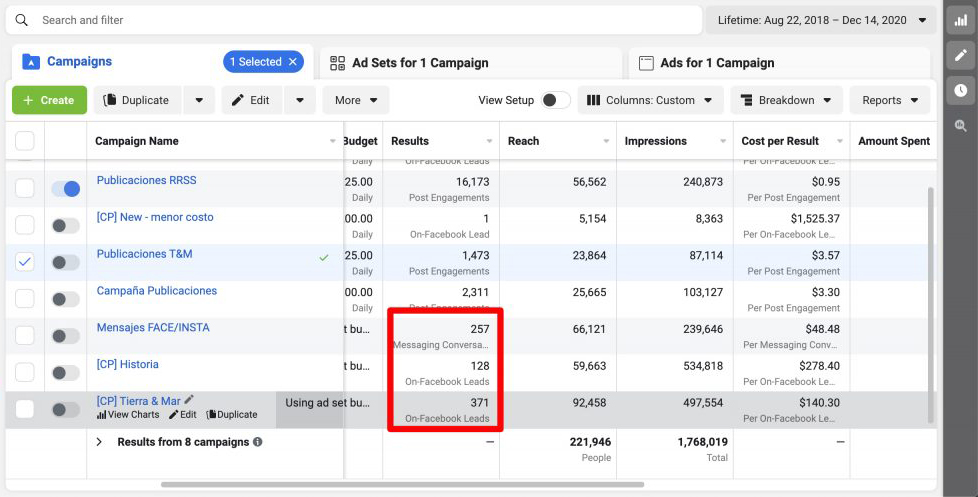 Search and filter
Lifetime: Aug 22, 2018 – Dec 14, 2020
Campaigns
1 Selected ×
Ad Sets for 1 Campaign
Ads for 1 Campaign
+ Create
Duplicate
Edit
More
View Setup
Columns: Custom
Breakdown
Reports
Campaign Name
Budget
Results
Reach
Impressions
Cost per Result
Amount Spent
Daily
On-Facebook Leads
Per On-Facebook Le...
Publicaciones RRSS
25.00
16,173
56,562
240,873
$0.95
Daily
Post Engagements
Per Post Engagement
[CP] New - menor costo
00.00
1
5,154
8,363
$1,525.37
Daily
On-Facebook Lead
Per On-Facebook Le...
Publicaciones T&M
25.00
1,473
23,864
87,114
$3.57
Daily
Post Engagements
Per Post Engagement
Campaña Publicaciones
00.00
2,311
25,665
103,127
$3.30
Daily
Post Engagements
Per Post Engagement
Mensajes FACE/INSTA
t bu...
257
66,121
239,646
$48.48
Messaging Conversa...
Per Messaging Conv...
[CP] Historia
t bu...
128
59,663
534,818
$278.40
On-Facebook Leads
Per On-Facebook Le...
[CP] Tierra & Mar
Using ad set bu...
371
92,458
497,554
$140.30
View Charts
Edit
Duplicate
On-Facebook Leads
Per On-Facebook Le...
Results from 8 campaigns
—
221,946
1,768,019
—
People
Total